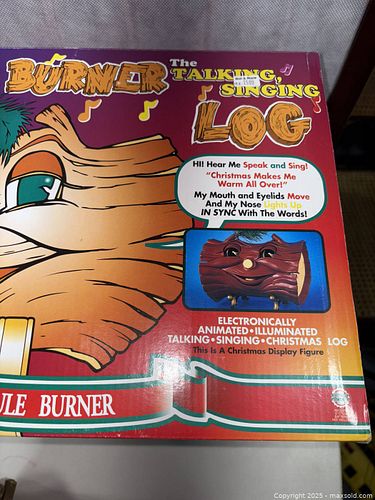 BURNER
The
TALKING,
SINGING
LOG
HI! Hear Me Speak and Sing!
"Christmas Makes Me
Warm All Over!"
My Mouth and Eyelids Move
And My Nose Lights Up
IN SYNC With The Words!
ELECTRONICALLY
ANIMATED•ILLUMINATED
TALKING•SINGING•CHRISTMAS LOG
This Is A Christmas Display Figure
ULE BURNER
Copyright 2025 - maxsold.com